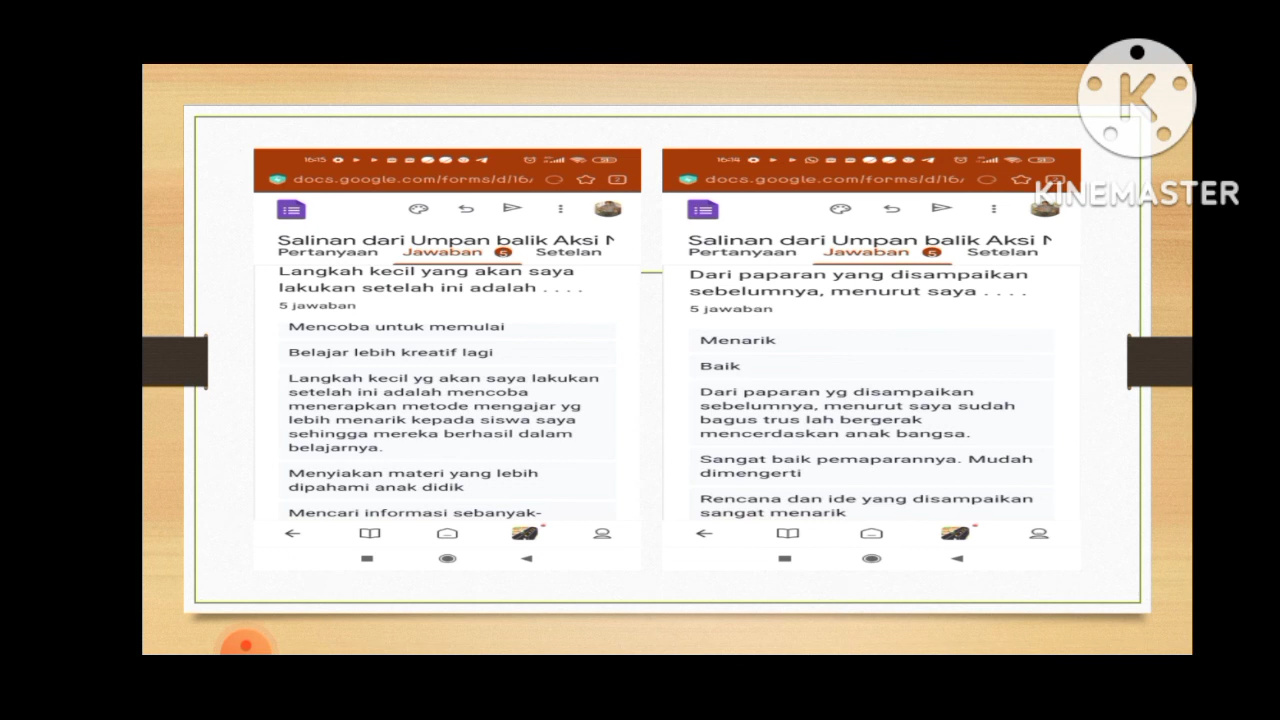 KINEMASTER
16:15
docs.google.com/forms/d/16
Salinan dari Umpan balik Aksi N
Pertanyaan Jawaban 5 Setelan
Langkah kecil yang akan saya
lakukan setelah ini adalah . . . .
5 jawaban
Mencoba untuk memulai
Belajar lebih kreatif lagi
Langkah kecil yg akan saya lakukan
setelah ini adalah mencoba
menerapkan metode mengajar yg
lebih menarik kepada siswa saya
sehingga mereka berhasil dalam
belajarnya.
Menyiakan materi yang lebih
dipahami anak didik
Mencari informasi sebanyak-
16:14
docs.google.com/forms/d/16
Salinan dari Umpan balik Aksi N
Pertanyaan Jawaban 5 Setelan
Dari paparan yang disampaikan
sebelumnya, menurut saya . . . .
5 jawaban
Menarik
Baik
Dari paparan yg disampaikan
sebelumnya, menurut saya sudah
bagus trus lah bergerak
mencerdaskan anak bangsa.
Sangat baik pemaparannya. Mudah
dimengerti
Rencana dan ide yang disampaikan
sangat menarik